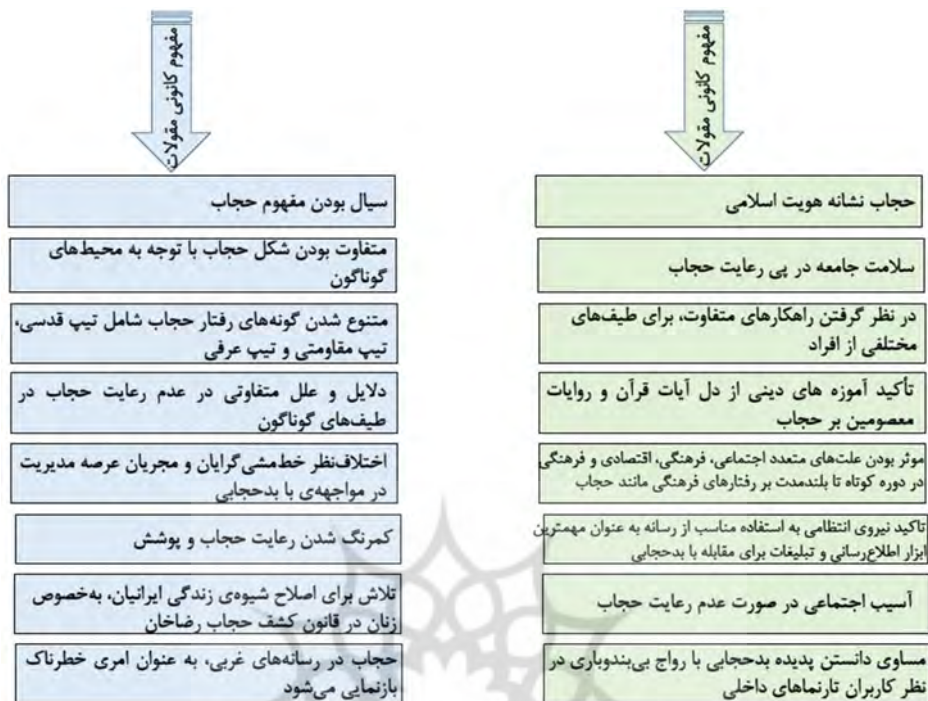 مفهوم کانونی مقولات
حجاب نشانه هویت اسلامی
سلامت جامعه در پی رعایت حجاب
در نظر گرفتن راهکارهای متفاوت، برای طیف‌های
مختلفی از افراد
تأکید آموزه های دینی از دل آیات قرآن و روایات
معصومین بر حجاب
موثر بودن علت‌های متعدد اجتماعی، فرهنگی، اقتصادی و فرهنگی
در دوره کوتاه تا بلندمدت بر رفتارهای فرهنگی مانند حجاب
تاکید نیروی انتظامی به استفاده مناسب از رسانه به عنوان مهمترین
ابزار اطلاع‌رسانی و تبلیغات برای مقابله با بدحجابی
آسیب اجتماعی در صورت عدم رعایت حجاب
مساوی دانستن پدیده بدحجابی با رواج بی‌بندوباری در
نظر کاربران تارنماهای داخلی
مفهوم کانونی مقولات
سیال بودن مفهوم حجاب
متفاوت بودن شکل حجاب با توجه به محیط‌های
گوناگون
متنوع شدن گونه‌های رفتار حجاب شامل تیپ قدسی،
تیپ مقاومتی و تیپ عرفی
دلایل و علل متفاوتی در عدم رعایت حجاب در
طیف‌های گوناگون
اختلاف‌نظر خط‌مشی‌گرایان و مجریان عرصه مدیریت
در مواجهه‌ی با بدحجابی
کمرنگ شدن رعایت حجاب و پوشش
تلاش برای اصلاح شیوه‌ی زندگی ایرانیان، به‌خصوص
زنان در قانون کشف حجاب رضاخان
حجاب در رسانه‌های غربی، به عنوان امری خطرناک
بازنمایی می‌شود